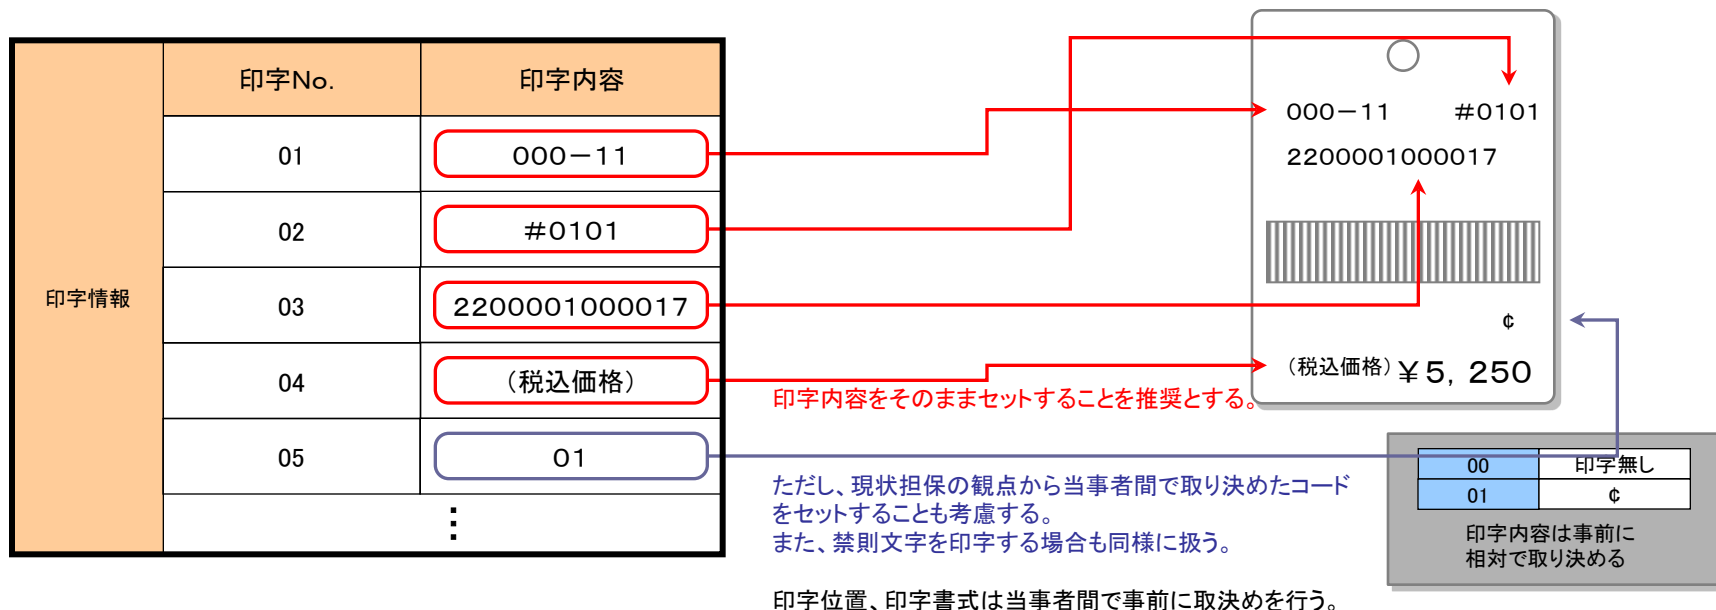 印字No.
印字内容
印字情報
01
000−11
02
#0101
03
2200001000017
04
(税込価格)
05
01
⋮
000−11
#0101
2200001000017
¢
(税込価格)
¥5,250
印字内容をそのままセットすることを推奨とする。
ただし、現状担保の観点から当事者間で取り決めたコード
をセットすることも考慮する。
また、禁則文字を印字する場合も同様に扱う。
印字位置、印字書式は当事者間で事前に取決めを行う。
00
印字無し
01
¢
印字内容は事前に
相対で取り決める